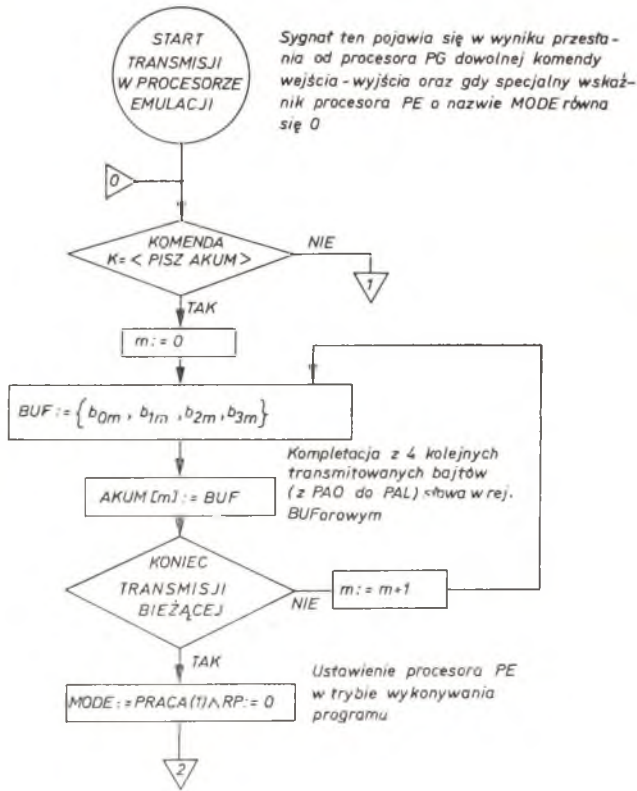 START
TRANSMISJI
W PROCESORZE
EMULACJI
Sygnał ten pojawia się w wyniku przesła-
nia od procesora PG dowolnej komendy
wejścia-wyjścia oraz gdy specjalny wskaź-
nik procesora PE o nazwie MODE równa
się 0
0
KOMENDA
K=<PISZ AKUM>
NIE
1
TAK
m:=0
BUF:={b0m, b1m, b2m, b3m}
Kompletacja z 4 kolejnych
transmitowanych bajtów
(z PAO do PAL) słowa w rej.
BUForowym
AKUM[m]:=BUF
KONIEC
TRANSMISJI
BIEŻĄCEJ
NIE
m:=m+1
TAK
Ustawienie procesora PE
w trybie wykonywania
programu
MODE:=PRACA(1)∧RP:=0
2